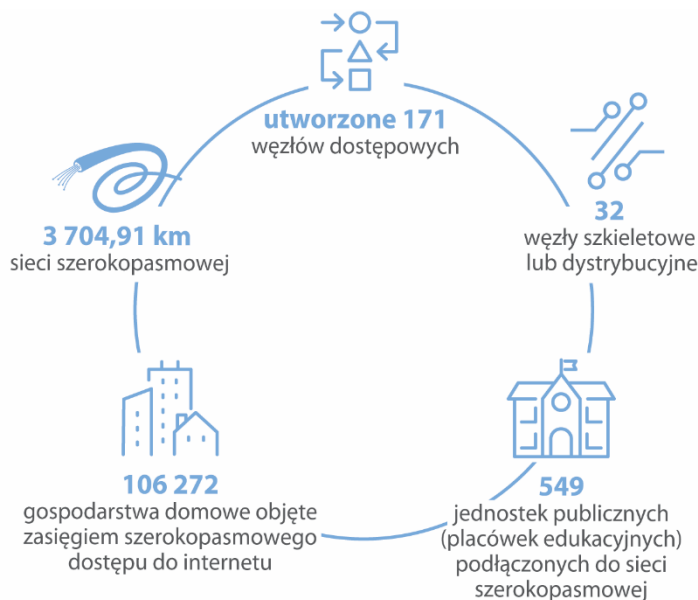 utworzone 171
węzłów dostępowych
32
węzły szkieletowe
lub dystrybucyjne
549
jednostek publicznych
(placówek edukacyjnych)
podłączonych do sieci
szerokopasmowej
106 272
gospodarstwa domowe objęte
zasięgiem szerokopasmowego
dostępu do internetu
3 704,91 km
sieci szerokopasmowej